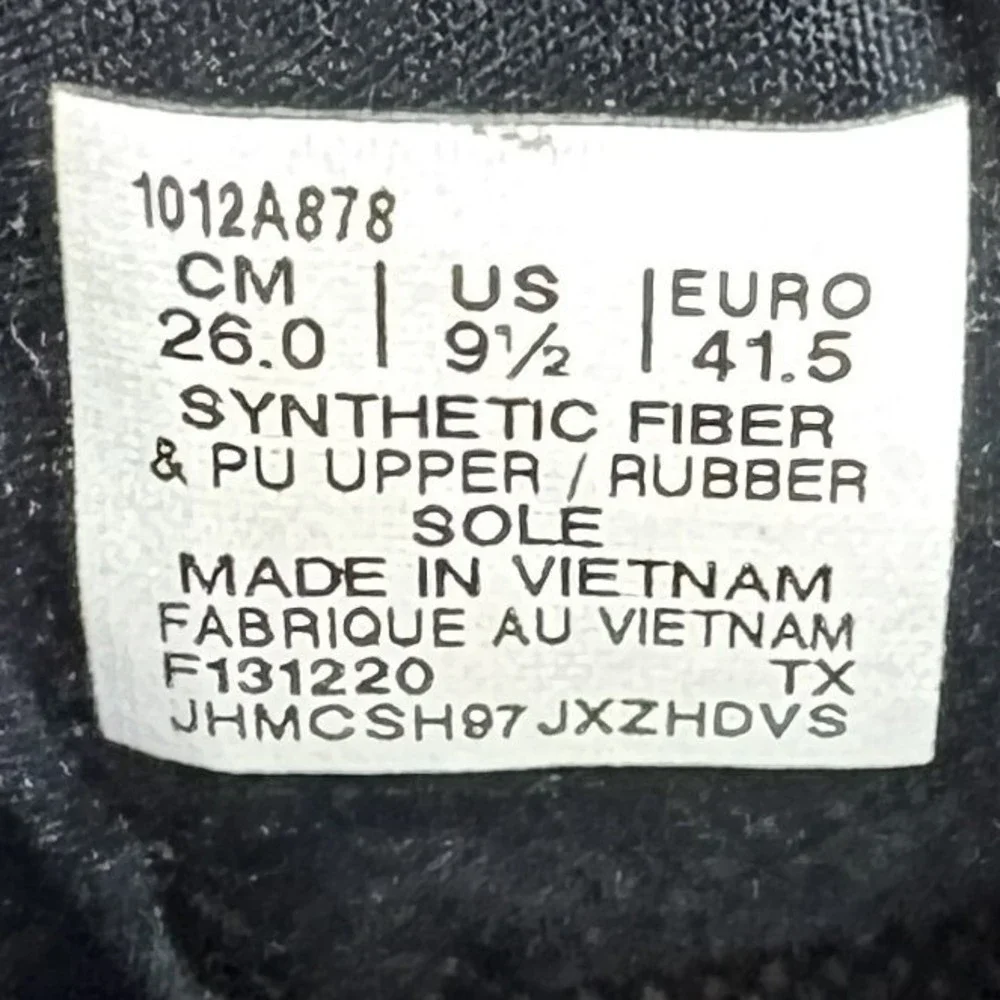 1012A878
CM | US | EURO
26.0 | 9½ | 41.5
SYNTHETIC FIBER
& PU UPPER / RUBBER
SOLE
MADE IN VIETNAM
FABRIQUE AU VIETNAM
F131220 TX
JHMCSH97JXZHDVS